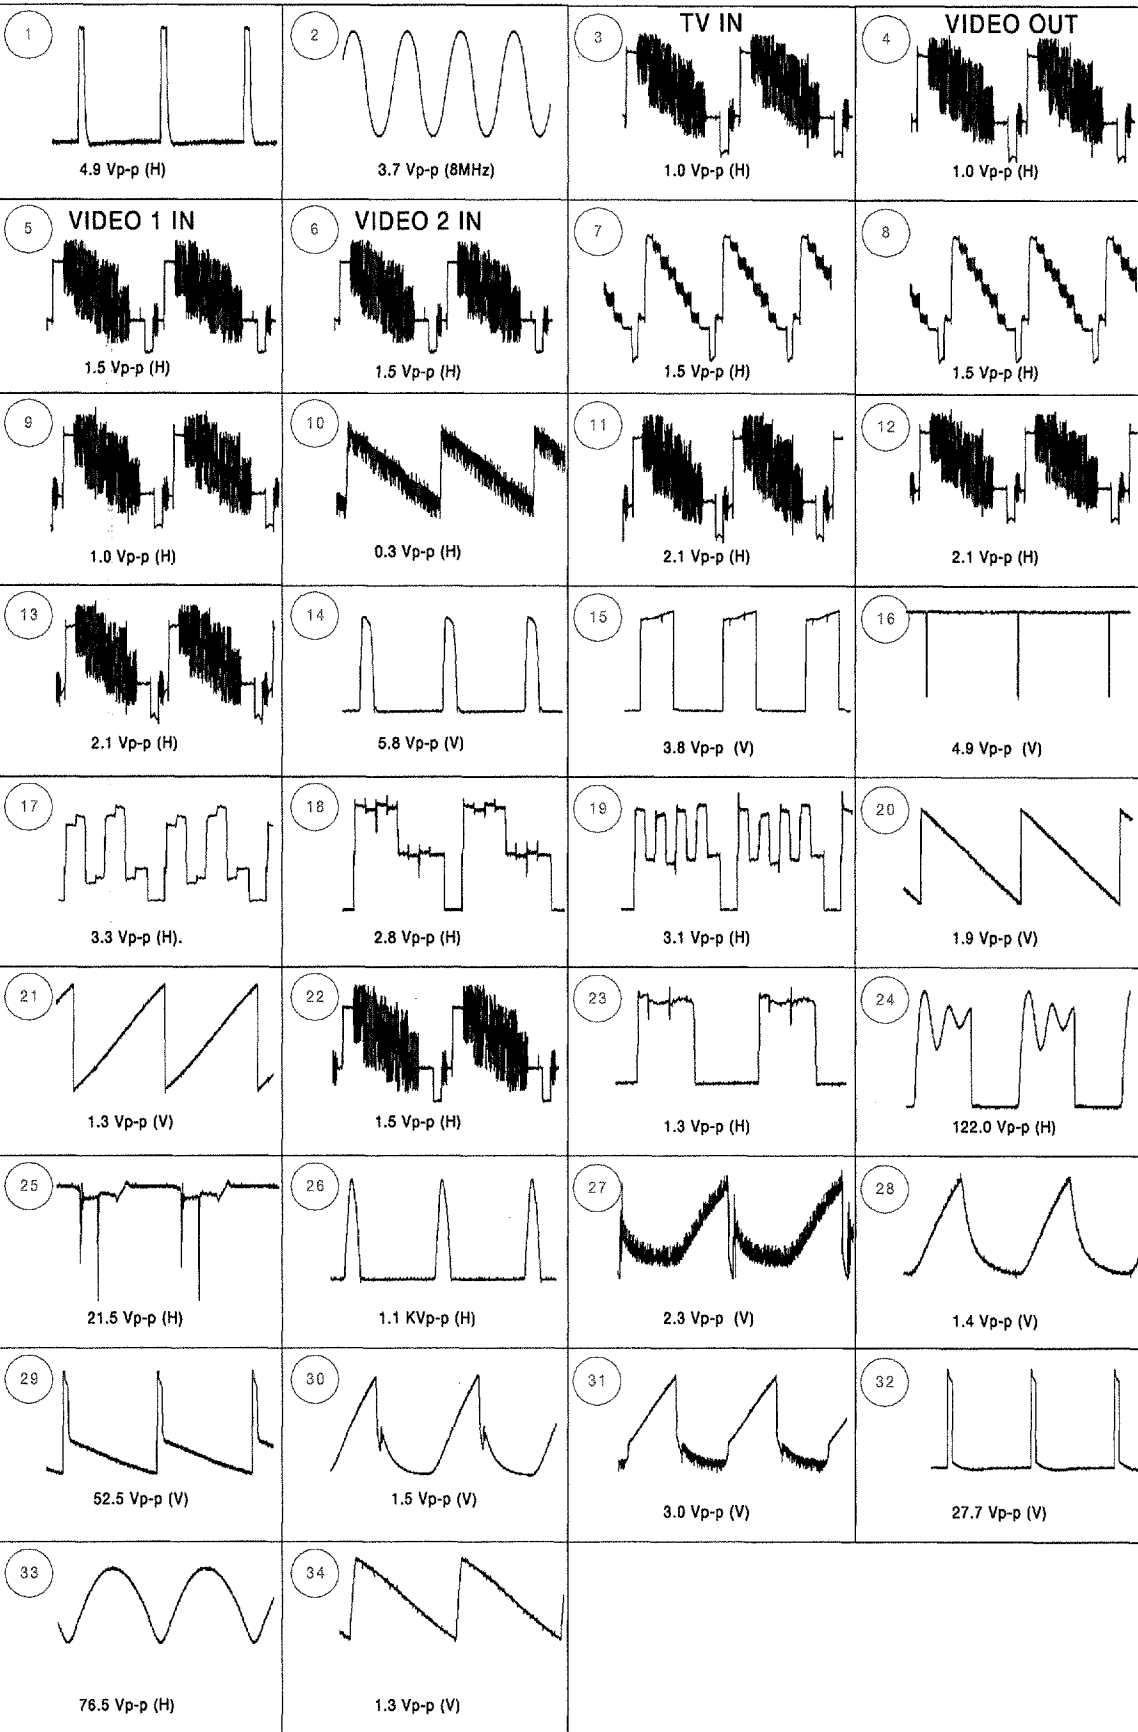 1
4.9 Vp-p (H)
2
3.7 Vp-p (8MHz)
3
TV IN
1.0 Vp-p (H)
4
VIDEO OUT
1.0 Vp-p (H)
5
VIDEO 1 IN
1.5 Vp-p (H)
6
VIDEO 2 IN
1.5 Vp-p (H)
7
1.5 Vp-p (H)
8
1.5 Vp-p (H)
9
1.0 Vp-p (H)
10
0.3 Vp-p (H)
11
2.1 Vp-p (H)
12
2.1 Vp-p (H)
13
2.1 Vp-p (H)
14
5.8 Vp-p (V)
15
3.8 Vp-p (V)
16
4.9 Vp-p (V)
17
3.3 Vp-p (H).
18
2.8 Vp-p (H)
19
3.1 Vp-p (H)
20
1.9 Vp-p (V)
21
1.3 Vp-p (V)
22
1.5 Vp-p (H)
23
1.3 Vp-p (H)
24
122.0 Vp-p (H)
25
21.5 Vp-p (H)
26
1.1 KVp-p (H)
27
2.3 Vp-p (V)
28
1.4 Vp-p (V)
29
52.5 Vp-p (V)
30
1.5 Vp-p (V)
31
3.0 Vp-p (V)
32
27.7 Vp-p (V)
33
76.5 Vp-p (H)
34
1.3 Vp-p (V)